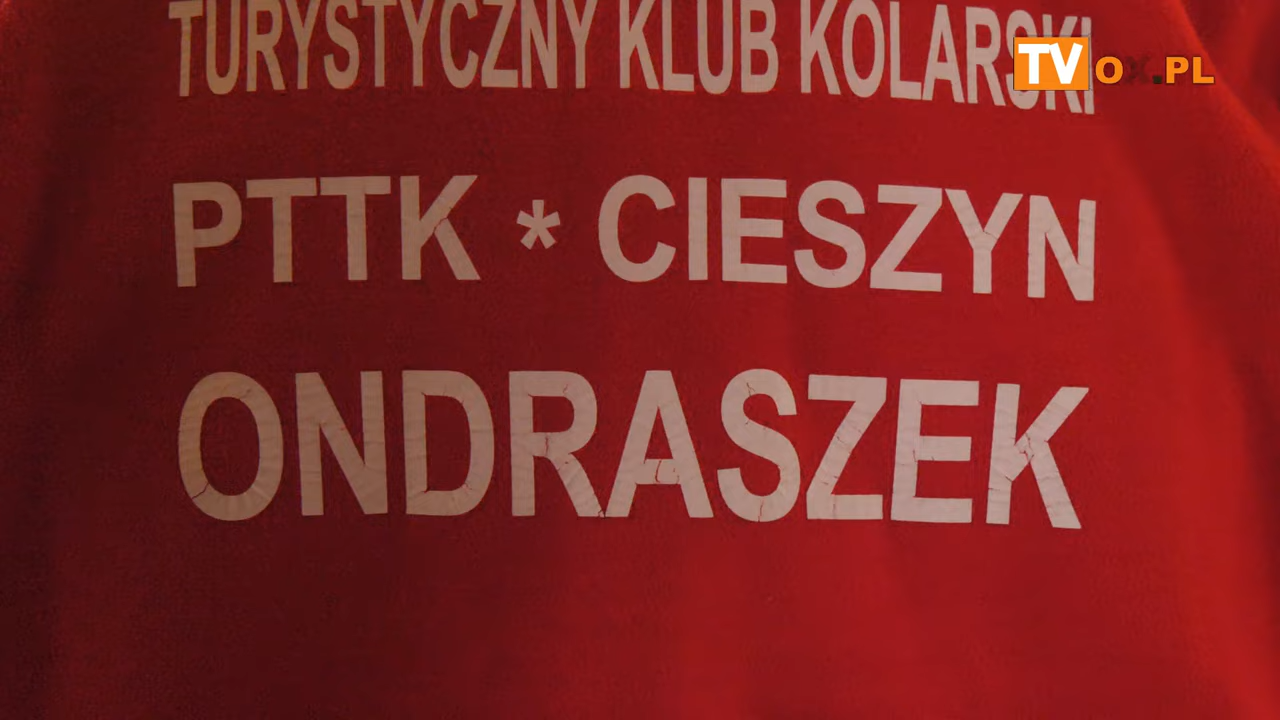 TURYSTYCZNY KLUB KOLARSKI
TVox.PL
PTTK * CIESZYN
ONDRASZEK